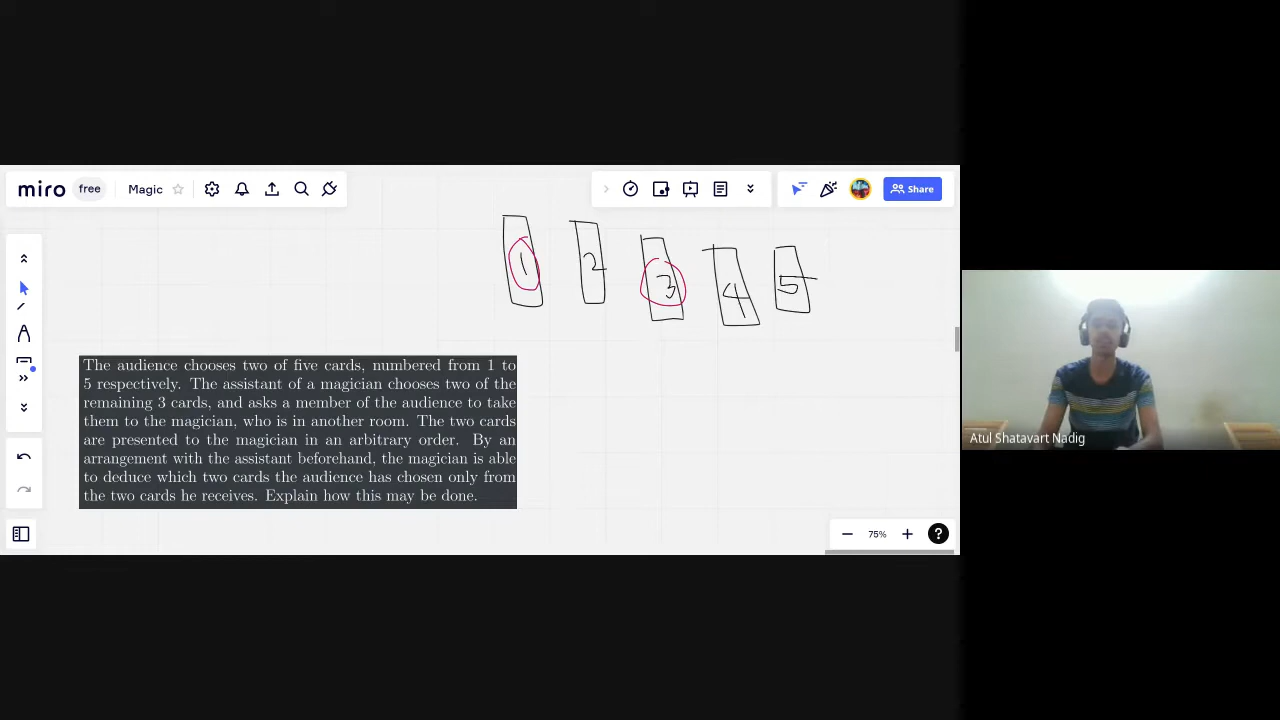 miro free Magic Share
1 2 3 4 5
The audience chooses two of five cards, numbered from 1 to
5 respectively. The assistant of a magician chooses two of the
remaining 3 cards, and asks a member of the audience to take
them to the magician, who is in another room. The two cards
are presented to the magician in an arbitrary order. By an
arrangement with the assistant beforehand, the magician is able
to deduce which two cards the audience has chosen only from
the two cards he receives. Explain how this may be done.
Atul Shatavart Nadig
75% ?